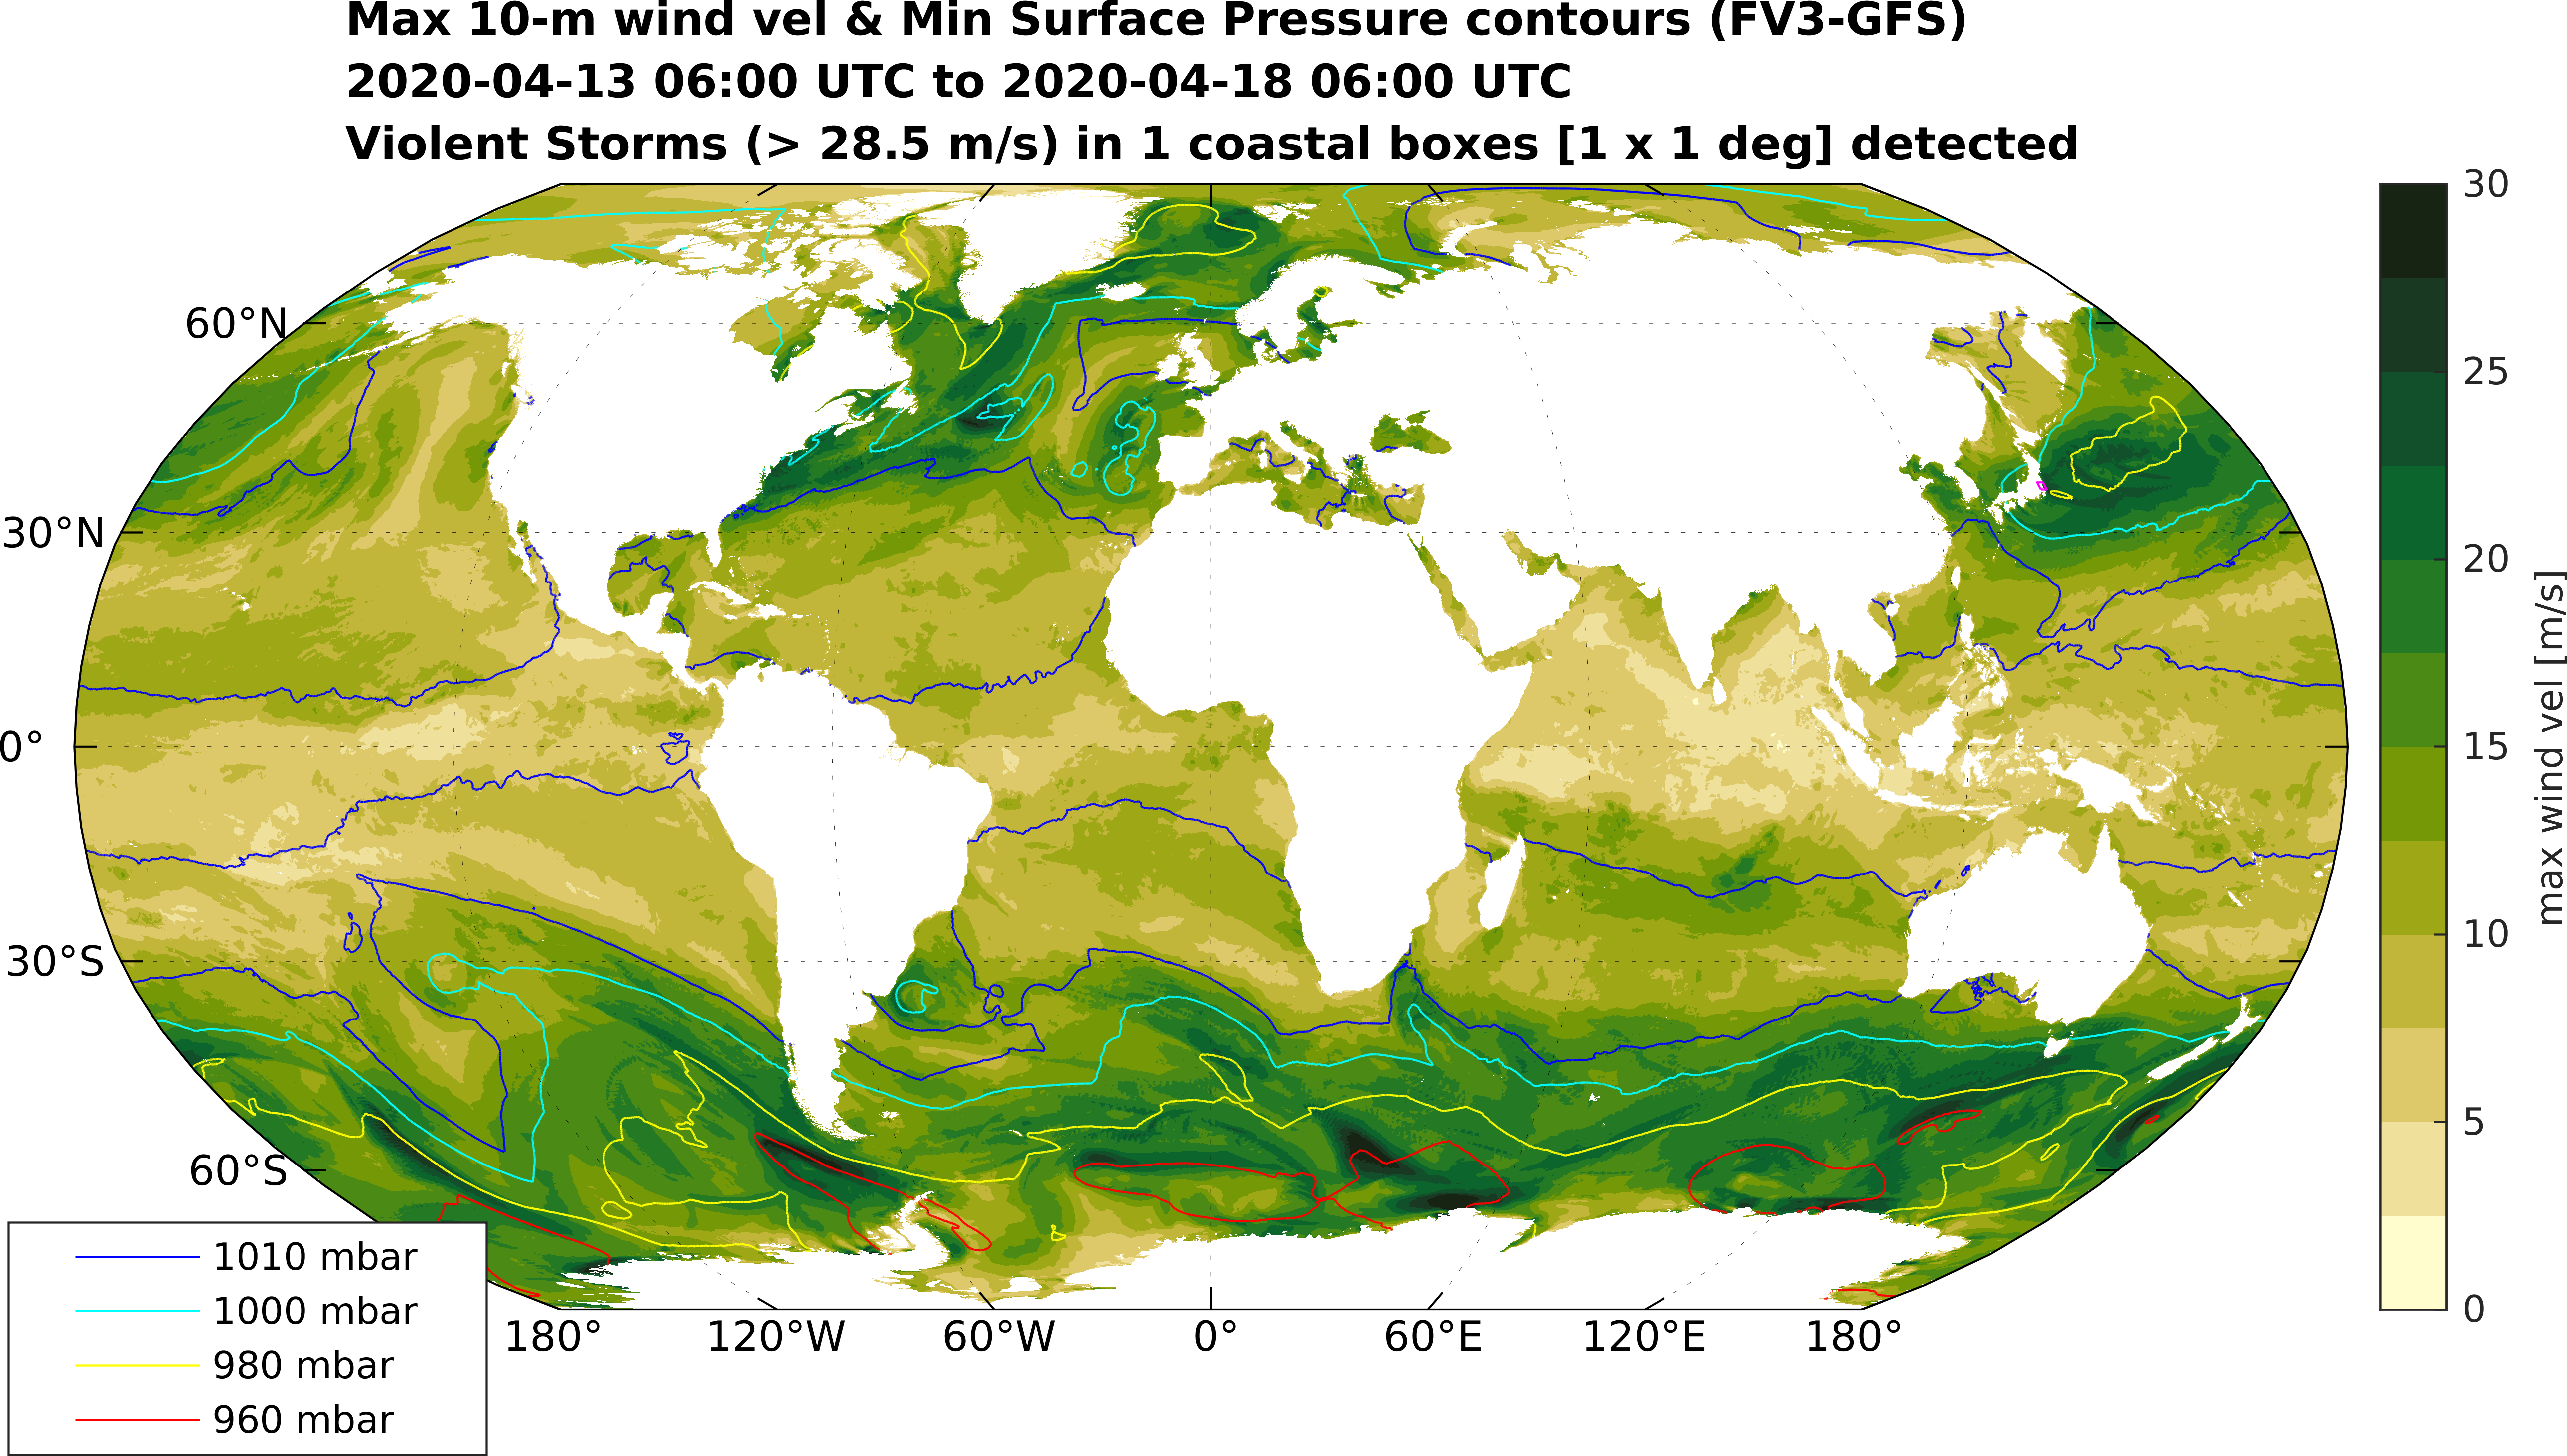 Max 10-m wind vel & Min Surface Pressure contours (FV3-GFS)
2020-04-13 06:00 UTC to 2020-04-18 06:00 UTC
Violent Storms (> 28.5 m/s) in 1 coastal boxes [1 x 1 deg] detected
60°N
30°N
0°
30°S
60°S
180°
120°W
60°W
0°
60°E
120°E
180°
1010 mbar
1000 mbar
980 mbar
960 mbar
30
25
20
15
10
5
0
max wind vel [m/s]